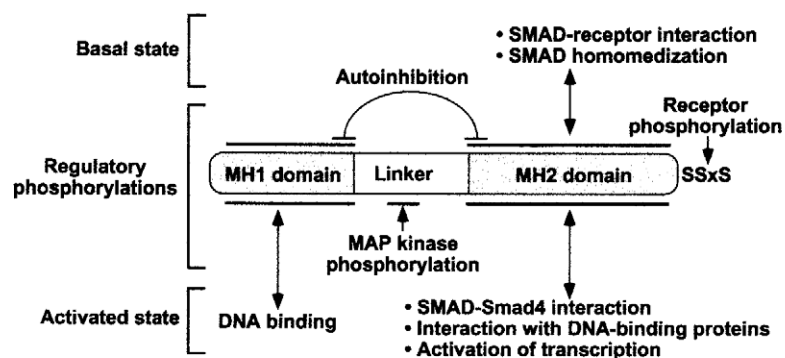 Basal state
• SMAD-receptor interaction
• SMAD homomedization
Autoinhibition
Receptor
phosphorylation
Regulatory
phosphorylations
MH1 domain
Linker
MH2 domain
SSxS
MAP kinase
phosphorylation
Activated state
DNA binding
• SMAD-Smad4 interaction
• Interaction with DNA-binding proteins
• Activation of transcription